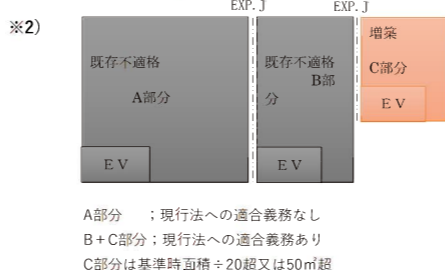 EXP. J
EXP. J
※2）
既存不適格
A部分
既存不適格
B部
分
増築
C部分
EV
EV
EV
A部分　；現行法への適合義務なし
B+C部分；現行法への適合義務あり
C部分は基準時面積÷20超又は50㎡超